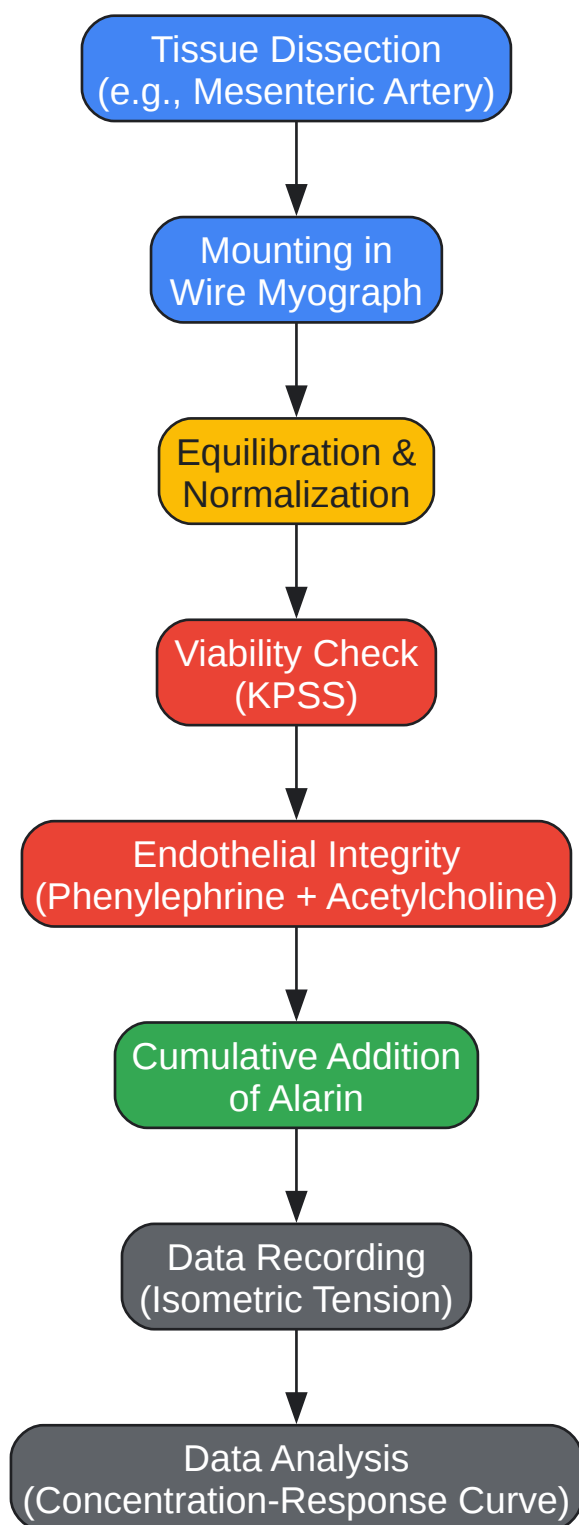 Tissue Dissection
(e.g., Mesenteric Artery)
Mounting in
Wire Myograph
Equilibration &
Normalization
Viability Check
(KPSS)
Endothelial Integrity
(Phenylephrine + Acetylcholine)
Cumulative Addition
of Alarin
Data Recording
(Isometric Tension)
Data Analysis
(Concentration-Response Curve)